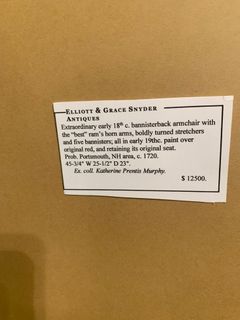 ELLIOTT & GRACE SNYDER
ANTIQUES
Extraordinary early 18th c. bannisterback armchair with
the "best" ram's horn arms, boldly turned stretchers
and five bannisters; all in early 19thc. paint over
original red, and retaining its original seat.
Prob. Portsmouth, NH area, c. 1720.
45-3/4" W 25-1/2" D 23".
Ex. coll. Katherine Prentis Murphy.
$ 12500.